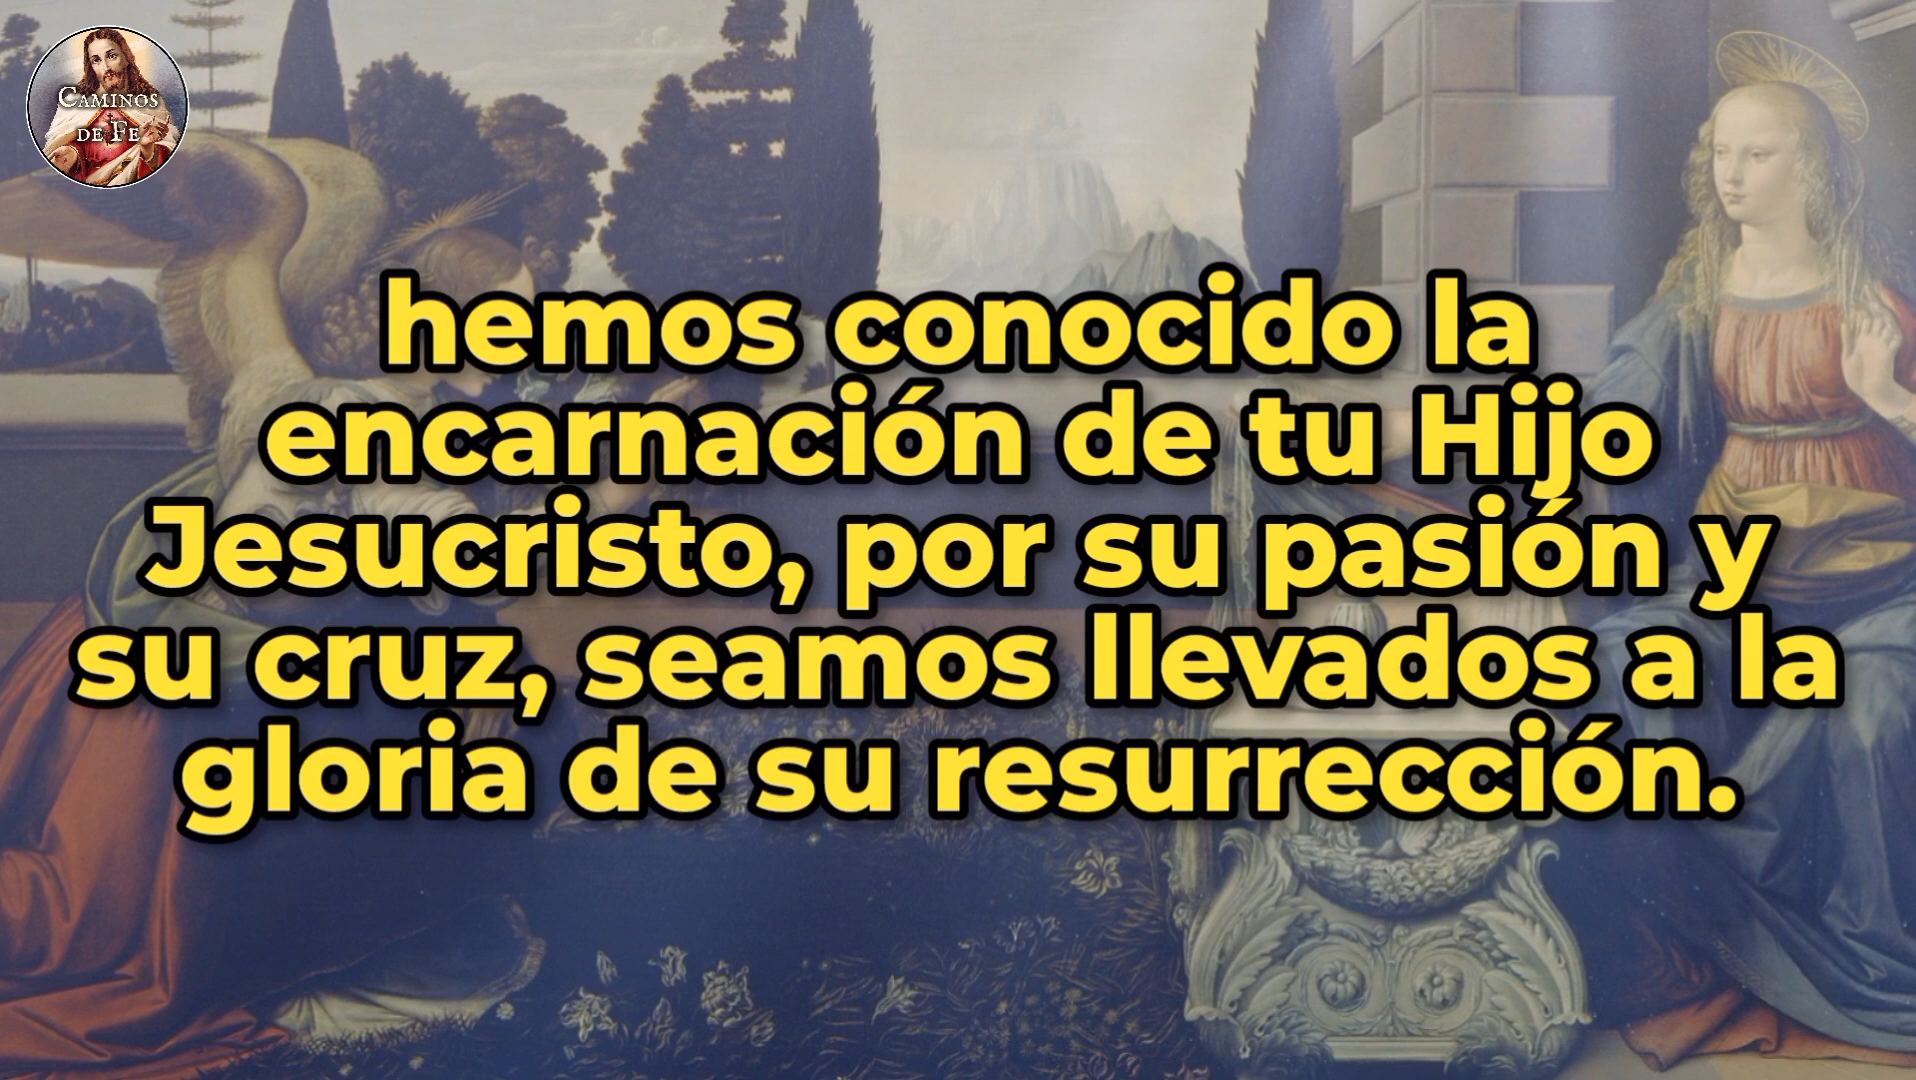 CAMINOS
DE FE
hemos conocido la
encarnación de tu Hijo
Jesucristo, por su pasión y
su cruz, seamos llevados a la
gloria de su resurrección.